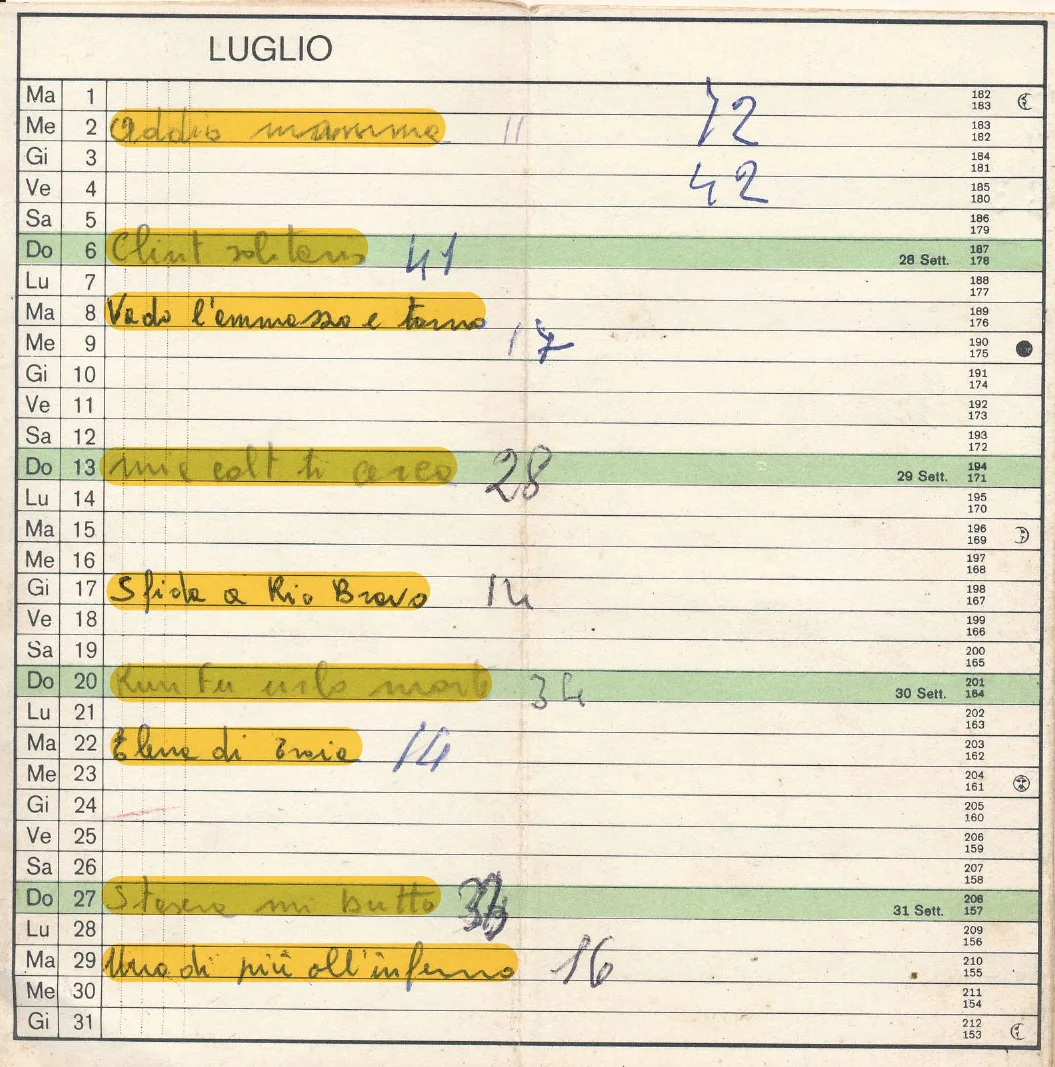 LUGLIO
Ma 1 72 182 183
Me 2 addio mamma 11 183 182
Gi 3 184 181
Ve 4 42 185 180
Sa 5 186 179
Do 6 Clint solitario 41 28 Sett. 187 178
Lu 7 188 177
Ma 8 Vado l'ammazzo e torno 189 176
Me 9 17 190 175
Gi 10 191 174
Ve 11 192 173
Sa 12 193 172
Do 13 mia colt ti cerca 28 29 Sett. 194 171
Lu 14 195 170
Ma 15 196 169
Me 16 197 168
Gi 17 Sfida a Rio Bravo 14 198 167
Ve 18 199 166
Sa 19 200 165
Do 20 Kun Fu urlo morte 34 30 Sett. 201 164
Lu 21 202 163
Ma 22 Elena di Troia 14 203 162
Me 23 204 161
Gi 24 205 160
Ve 25 206 159
Sa 26 207 158
Do 27 Stasera mi butto 31 Sett. 208 157
Lu 28 209 156
Ma 29 Uno di più all'inferno 16 210 155
Me 30 211 154
Gi 31 212 153